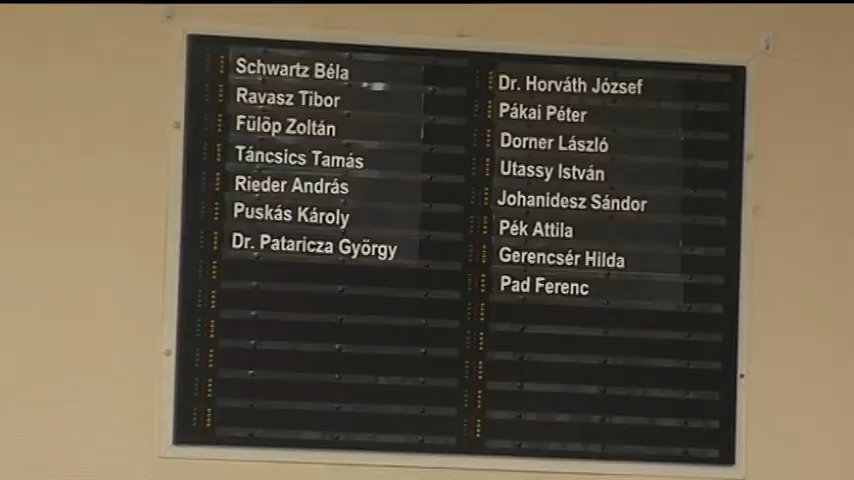 Schwartz Béla
Ravasz Tibor
Fülöp Zoltán
Táncsics Tamás
Rieder András
Puskás Károly
Dr. Pataricza György
Dr. Horváth József
Pákai Péter
Dorner László
Utassy István
Johanidesz Sándor
Pék Attila
Gerencsér Hilda
Pad Ferenc